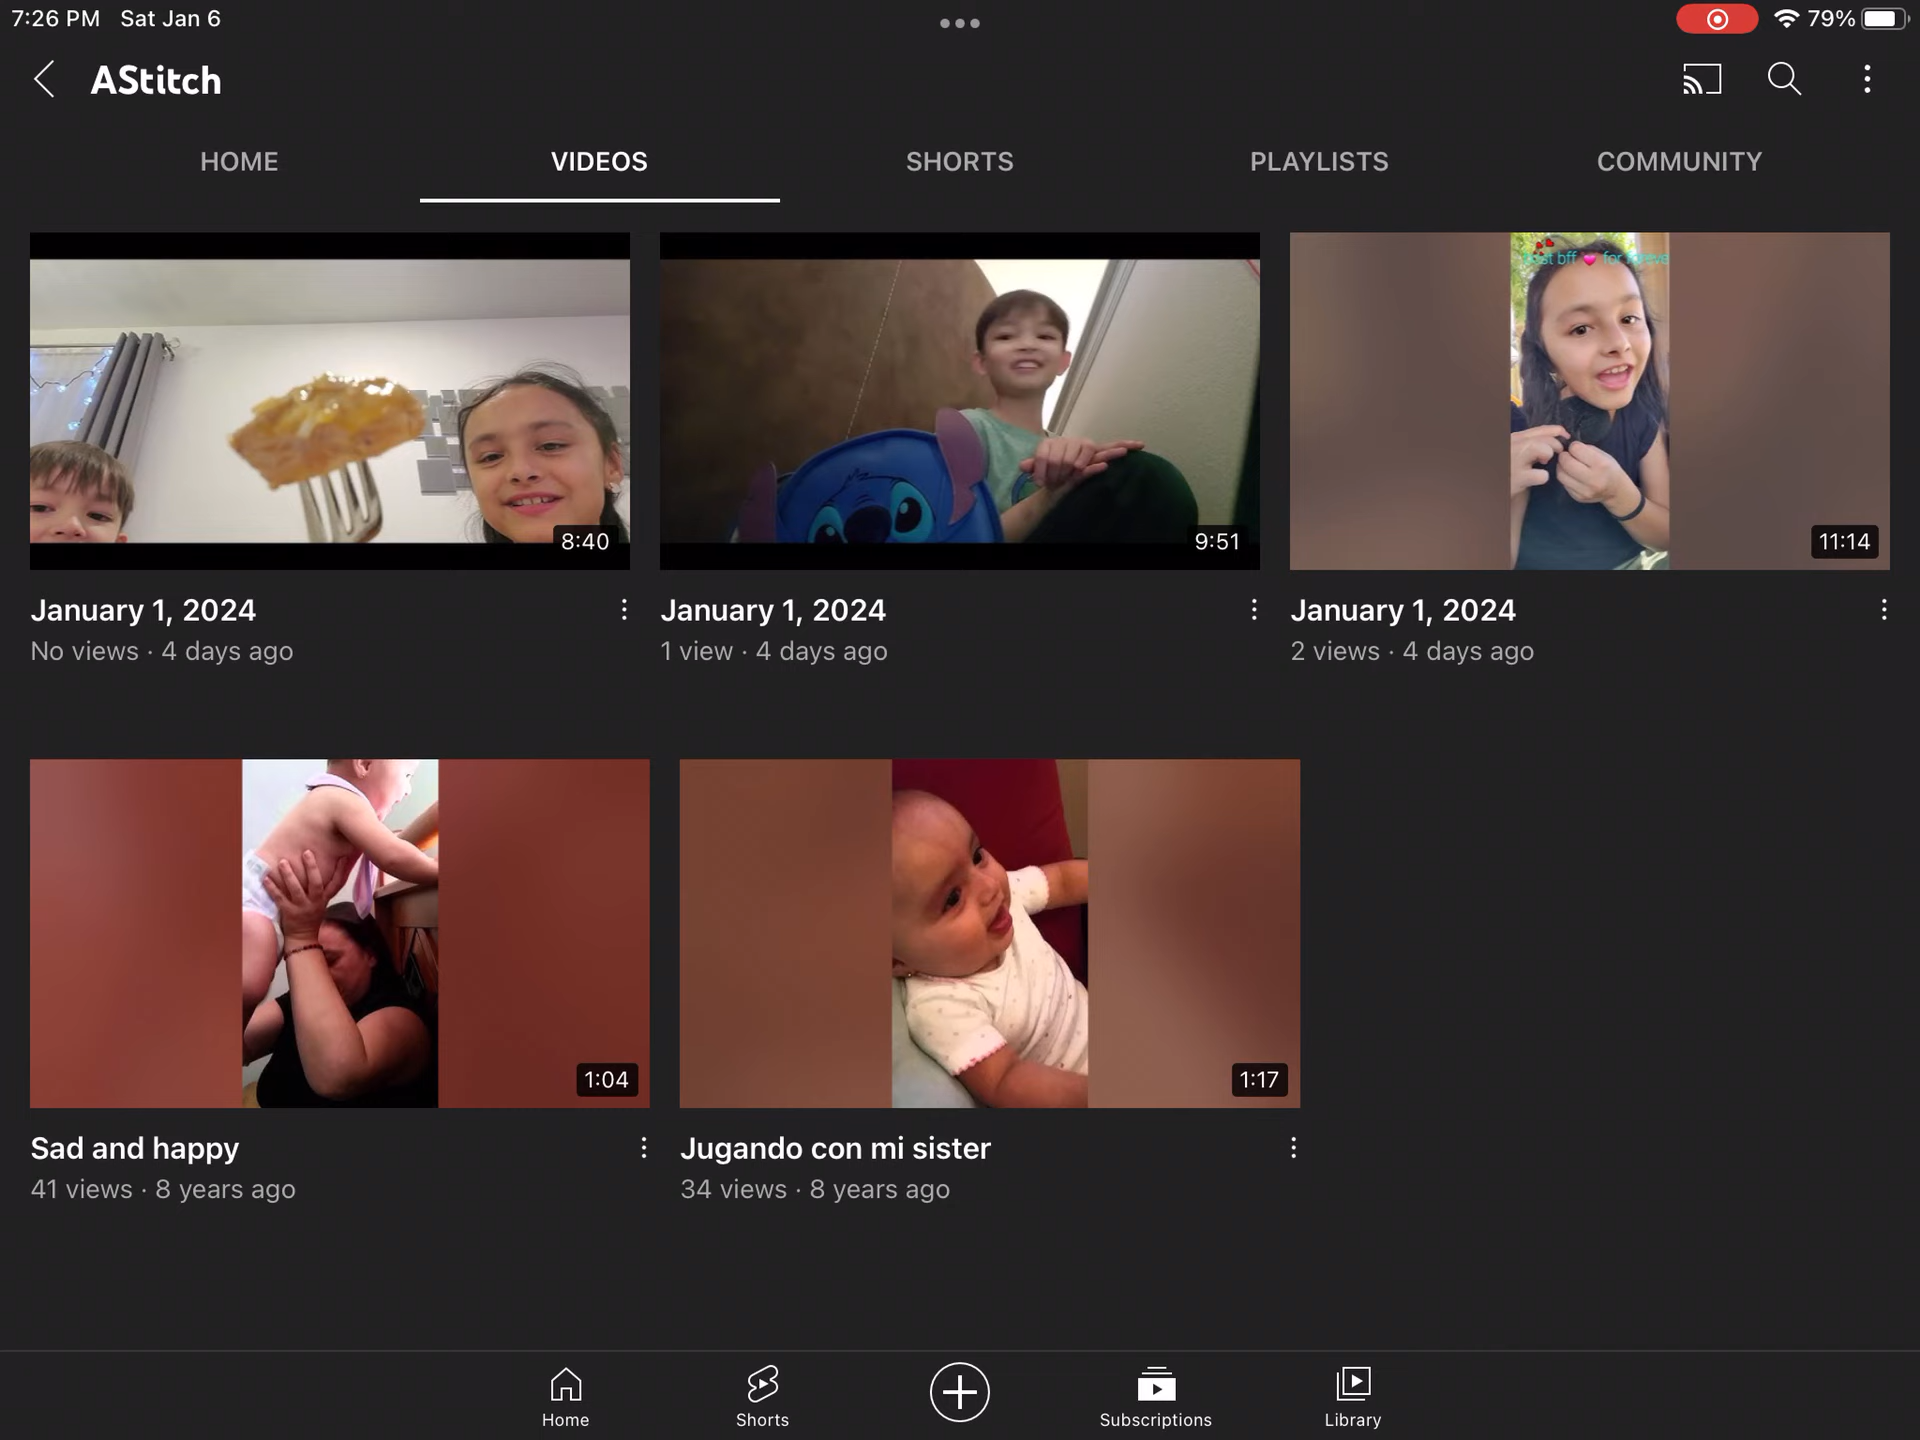 7:26 PM Sat Jan 6
79%
AStitch
HOME VIDEOS SHORTS PLAYLISTS COMMUNITY
bff 💗 for
8:40 9:51 11:14
January 1, 2024 January 1, 2024 January 1, 2024
No views · 4 days ago 1 view · 4 days ago 2 views · 4 days ago
1:04 1:17
Sad and happy Jugando con mi sister
41 views · 8 years ago 34 views · 8 years ago
Home Shorts Subscriptions Library